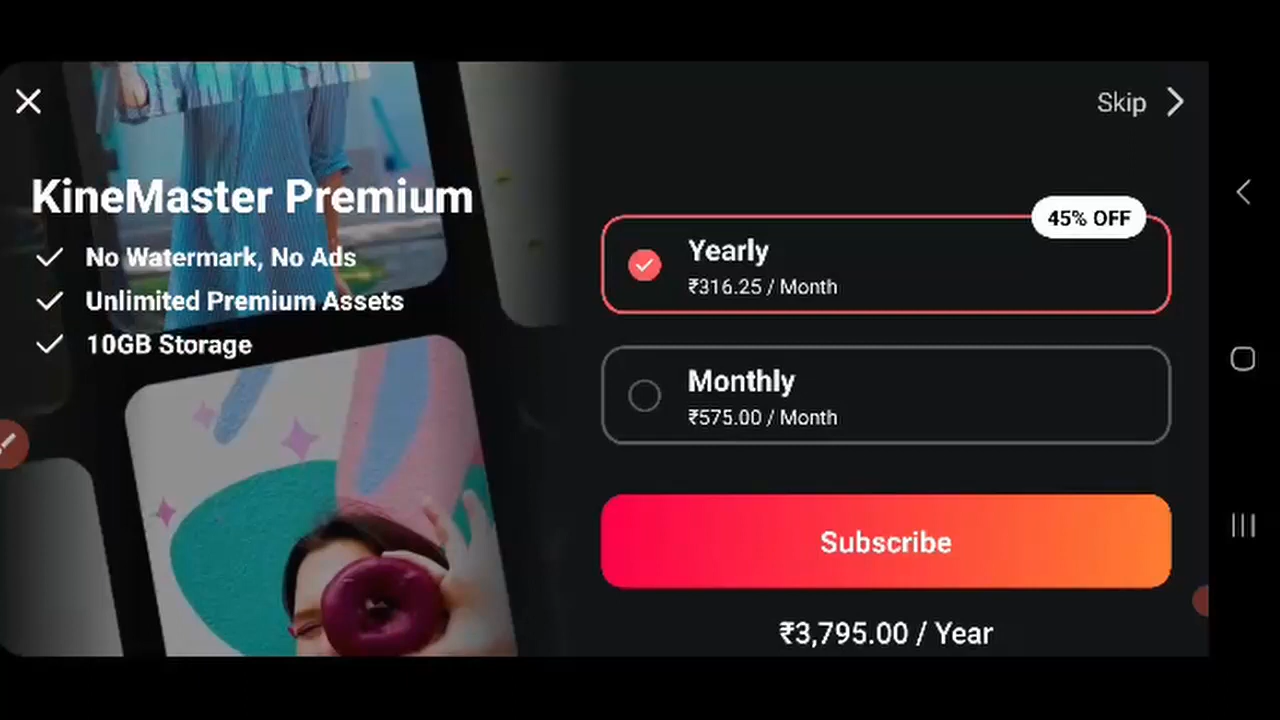 Skip
KineMaster Premium
No Watermark, No Ads
Unlimited Premium Assets
10GB Storage
45% OFF
Yearly
₹316.25 / Month
Monthly
₹575.00 / Month
Subscribe
₹3,795.00 / Year